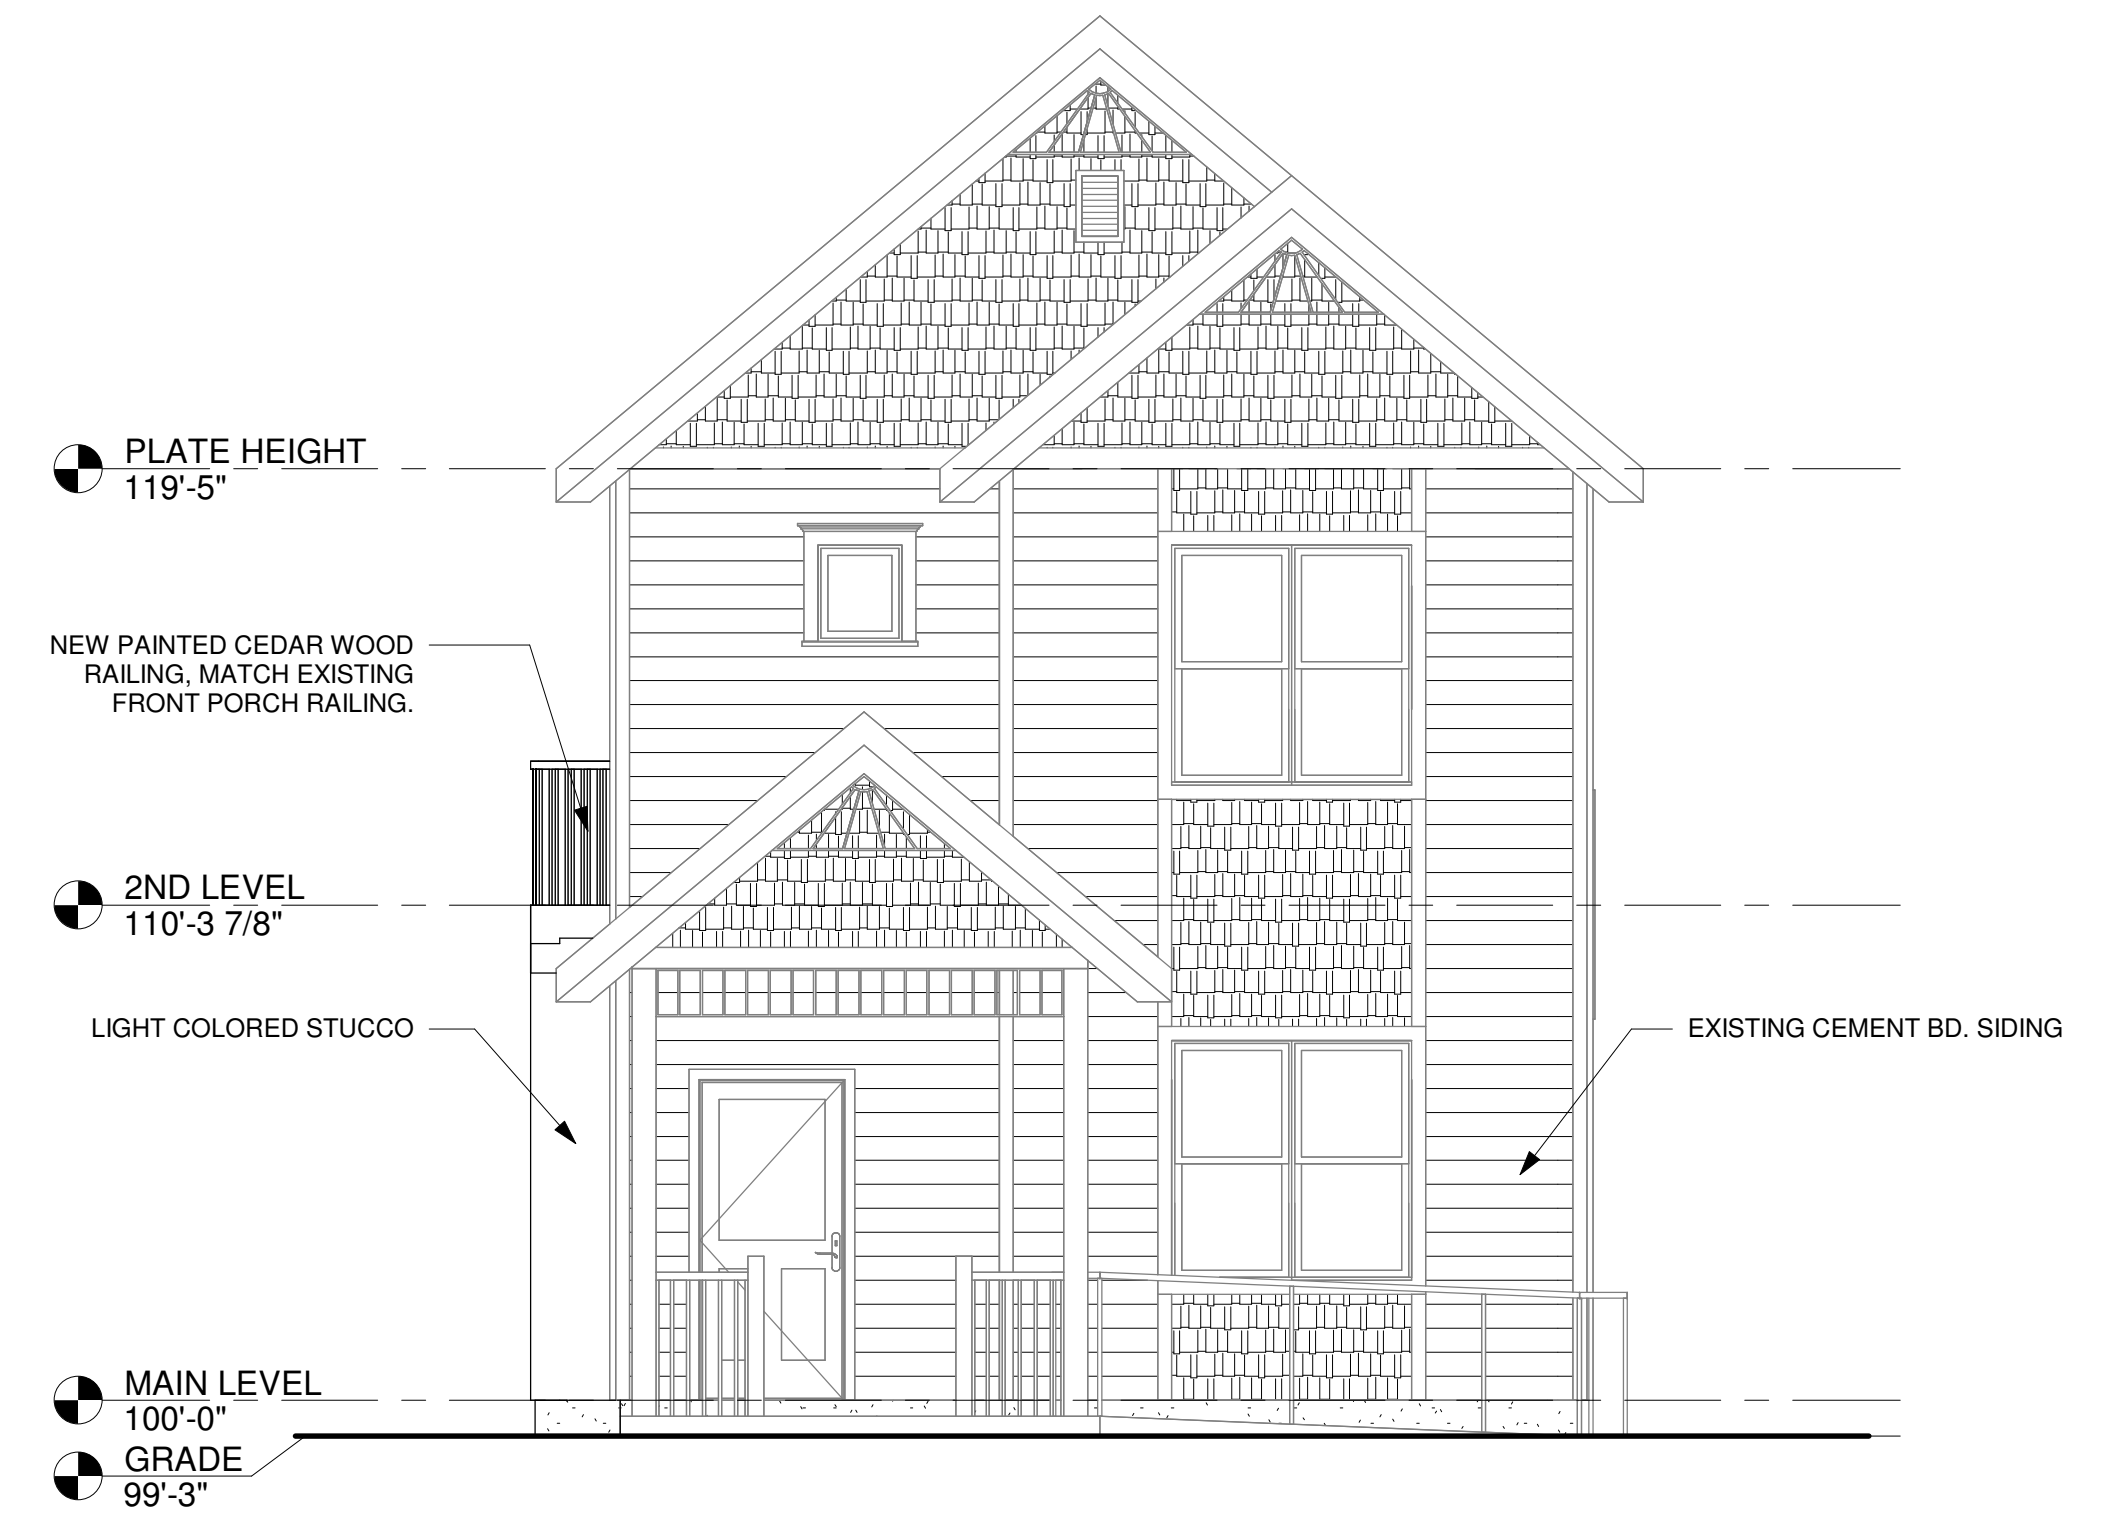 PLATE HEIGHT
119'-5"
NEW PAINTED CEDAR WOOD
RAILING, MATCH EXISTING
FRONT PORCH RAILING.
2ND LEVEL
110'-3 7/8"
LIGHT COLORED STUCCO
EXISTING CEMENT BD. SIDING
MAIN LEVEL
100'-0"
GRADE
99'-3"